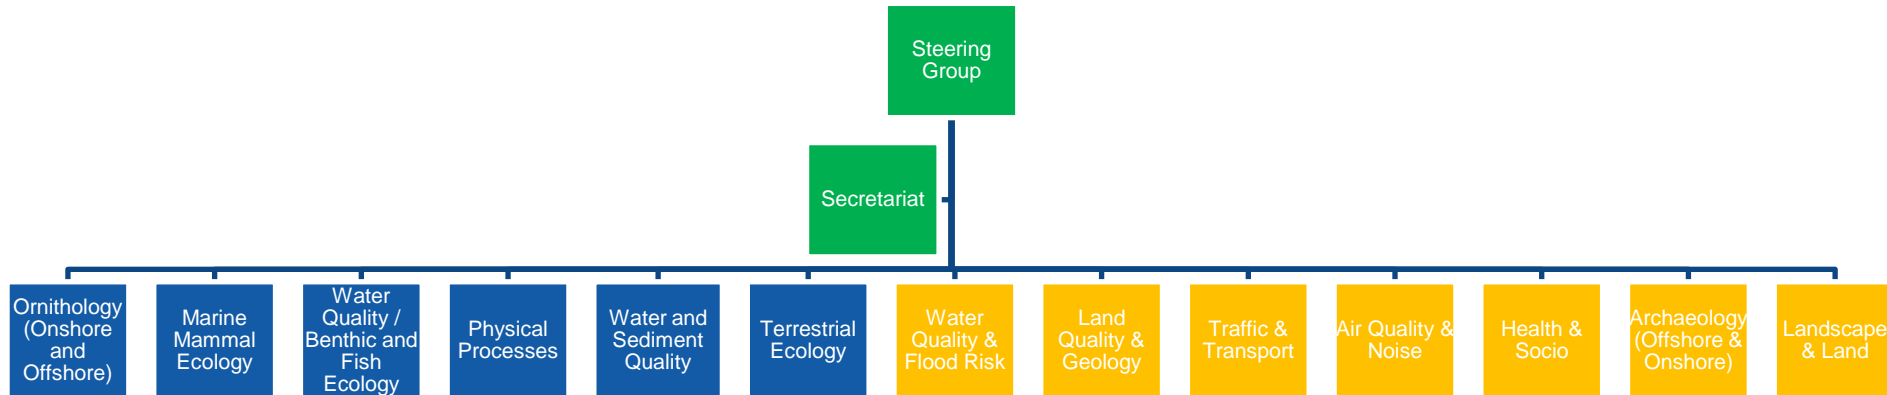 Steering
Group
Secretariat
Ornithology
(Onshore
and
Offshore)
Marine
Mammal
Ecology
Water
Quality /
Benthic and
Fish
Ecology
Physical
Processes
Water and
Sediment
Quality
Terrestrial
Ecology
Water
Quality &
Flood Risk
Land
Quality &
Geology
Traffic &
Transport
Air Quality &
Noise
Health &
Socio
Archaeology
(Offshore &
Onshore)
Landscape
& Land